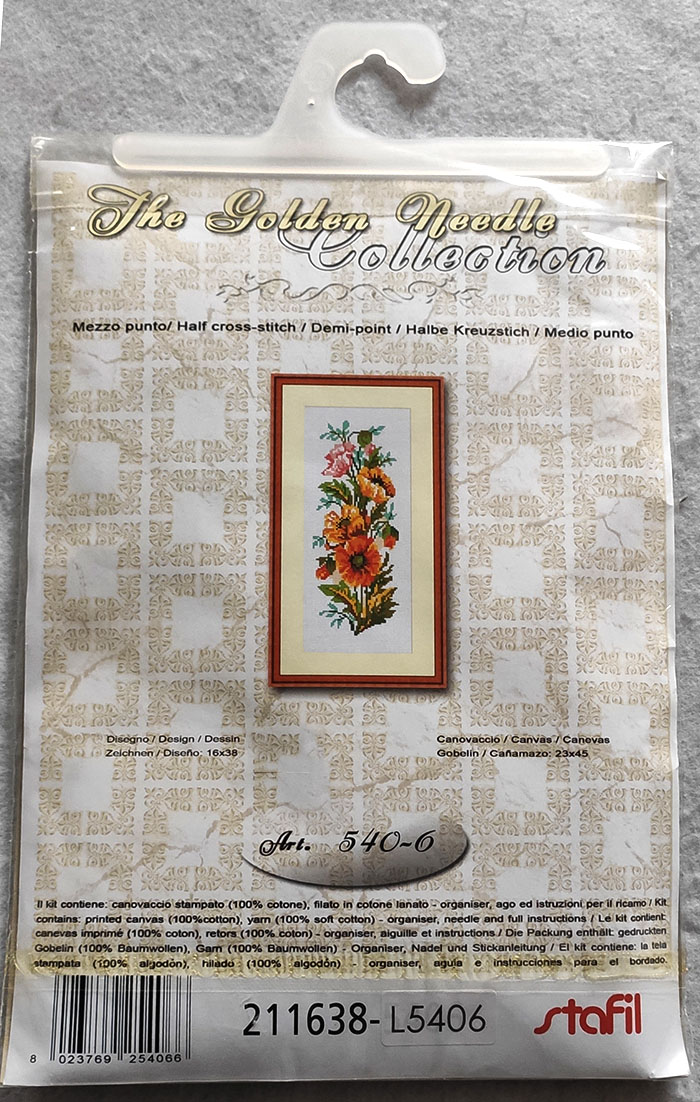 The Golden Needle
Collection
Mezzo punto/ Half cross-stitch / Demi-point / Halbe Kreuzstich / Medio punto
Disegno / Design / Dessin
Zeichnen / Diseño: 16x38
Canovaccio / Canvas / Canevas
Gobelin / Cañamazo: 23x45
Art. 540-6
Il kit contiene: canovaccio stampato (100% cotone), filato in cotone lanato - organiser, ago ed istruzioni per il ricamo / Kit
contains: printed canvas (100%cotton), yarn (100% soft cotton) - organiser, needle and full instructions / Le kit contient:
canevas imprimé (100% coton), retors (100% coton) - organiser, aiguille et instructions / Die Packung enthält: gedruckten
Gobelin (100% Baumwollen), Garn (100% Baumwollen) - Organiser, Nadel und Stickanleitung / El kit contiene: la tela
stampata (100% algodón), hilado (100% algodón) - organiser, aguia e instrucciones para el bordado.
8 023769 254066
211638-L5406
stafil